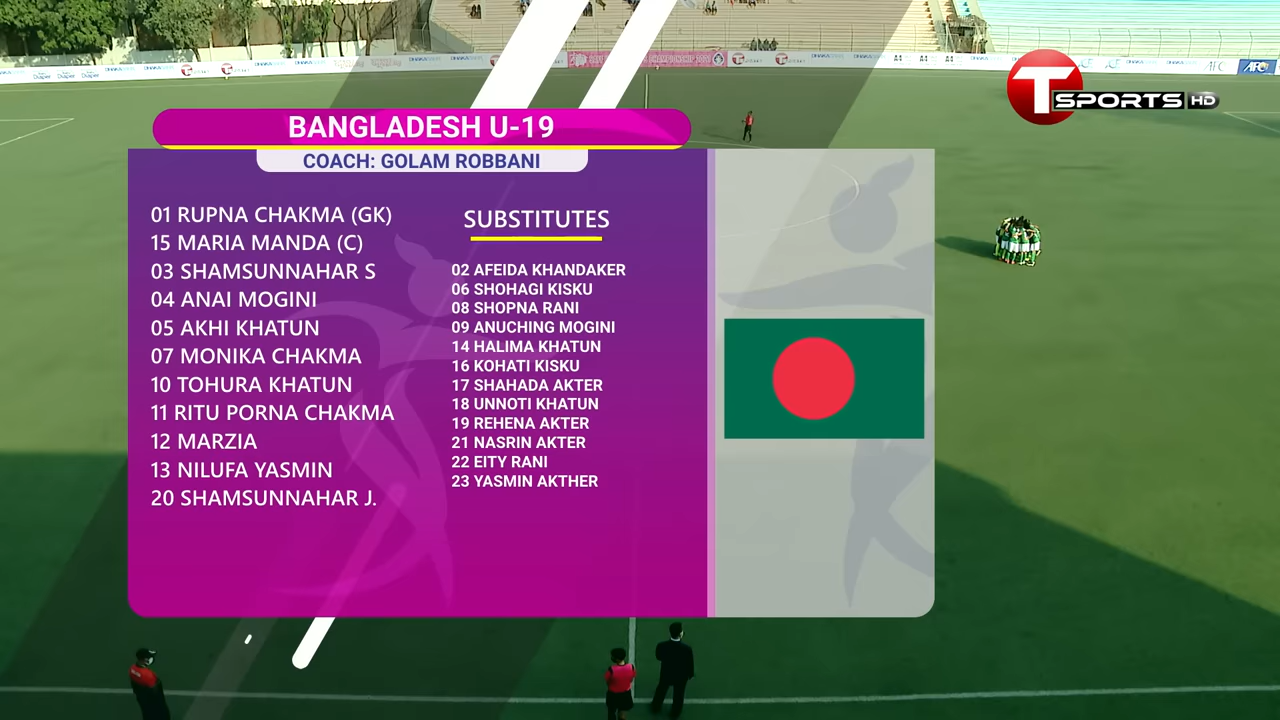 T SPORTS HD
BANGLADESH U-19
COACH: GOLAM ROBBANI
01 RUPNA CHAKMA (GK)
15 MARIA MANDA (C)
03 SHAMSUNNAHAR S
04 ANAI MOGINI
05 AKHI KHATUN
07 MONIKA CHAKMA
10 TOHURA KHATUN
11 RITU PORNA CHAKMA
12 MARZIA
13 NILUFA YASMIN
20 SHAMSUNNAHAR J.
SUBSTITUTES
02 AFEIDA KHANDAKER
06 SHOHAGI KISKU
08 SHOPNA RANI
09 ANUCHING MOGINI
14 HALIMA KHATUN
16 KOHATI KISKU
17 SHAHADA AKTER
18 UNNOTI KHATUN
19 REHENA AKTER
21 NASRIN AKTER
22 EITY RANI
23 YASMIN AKTHER
AFC